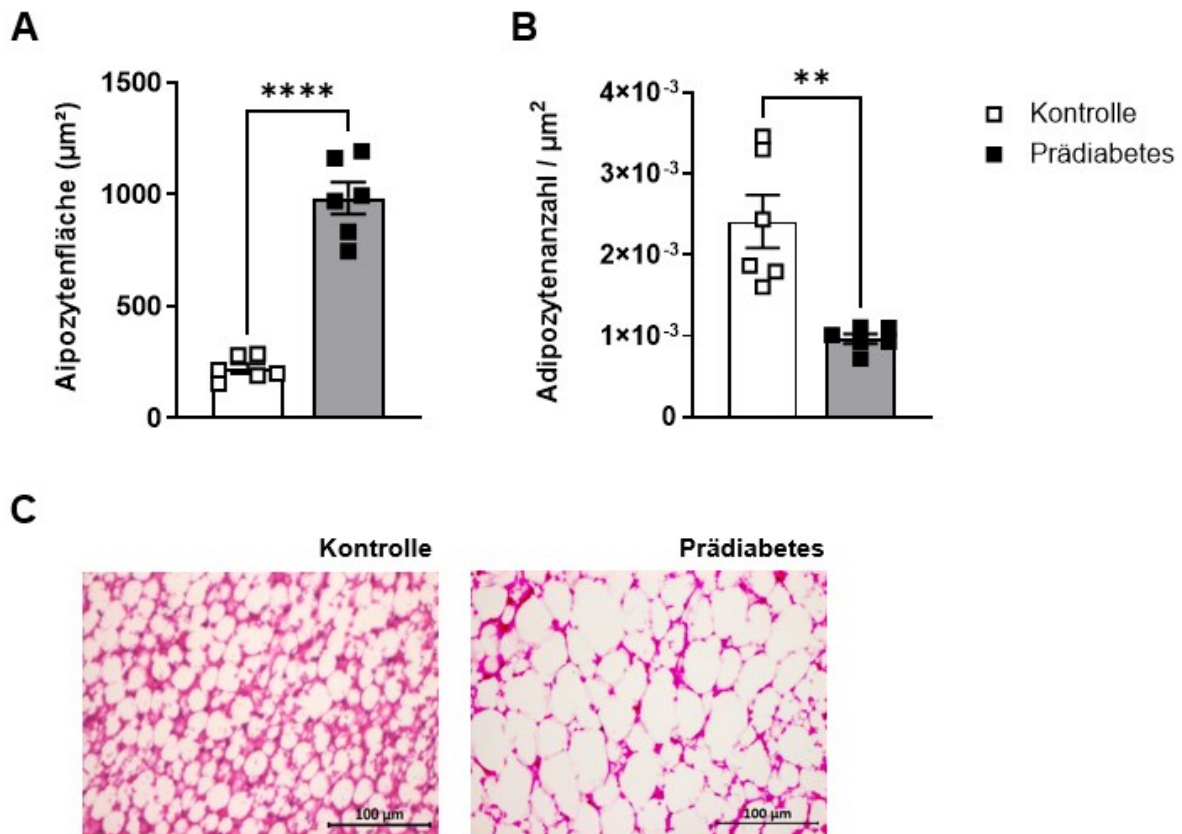 A
Aipozytenfläche (µm²)
1500
1000
500
0
****
B
Adipozytenanzahl / µm²
4×10⁻³
3×10⁻³
2×10⁻³
1×10⁻³
0
**
Kontrolle
Prädiabetes
C
Kontrolle
Prädiabetes
100 µm
100 µm